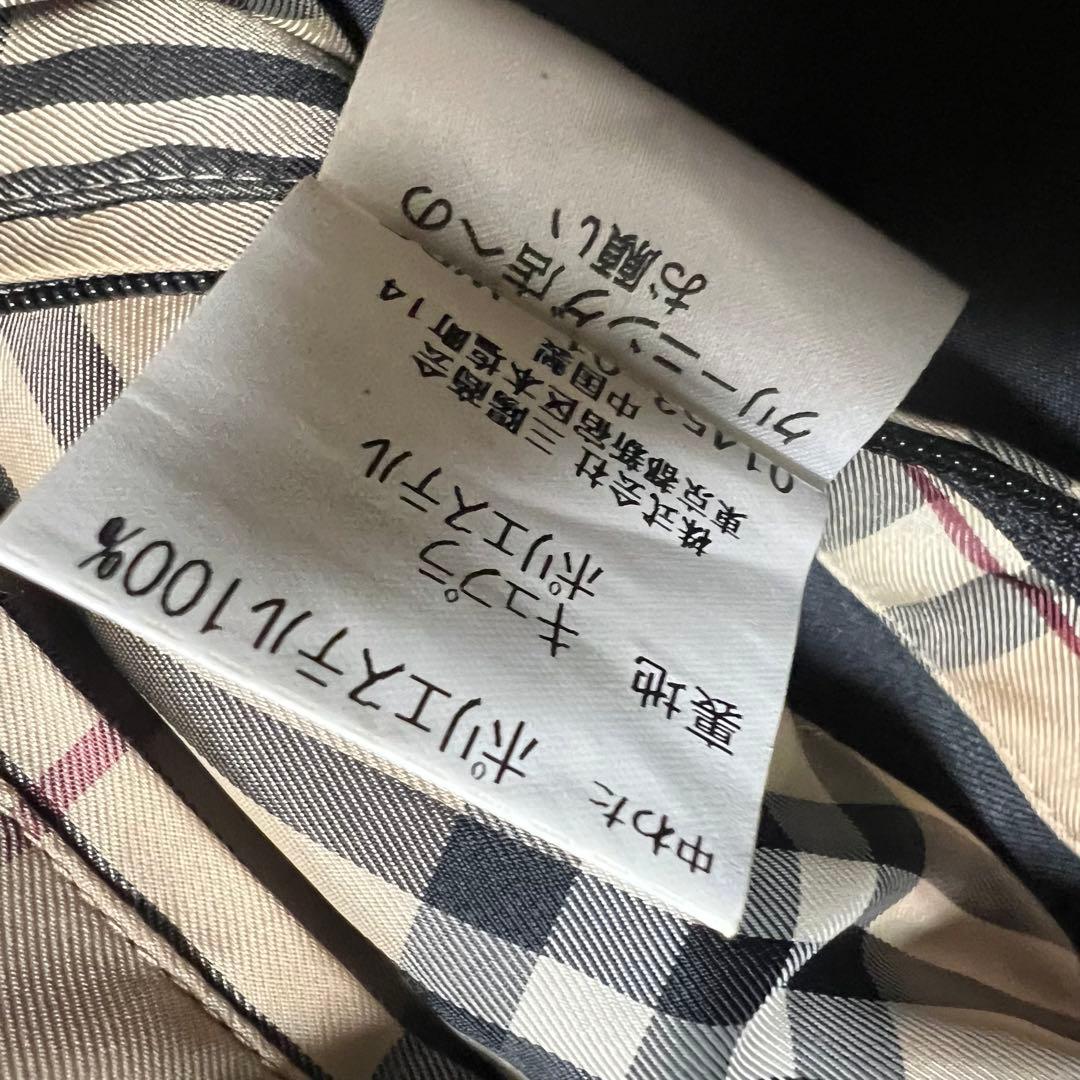 中わた ポリエステル100%
裏地 キュプラ
ポリエステル
株式会社 三陽商会
東京都新宿区本塩町14
中国製
クリーニング店への
お願い、